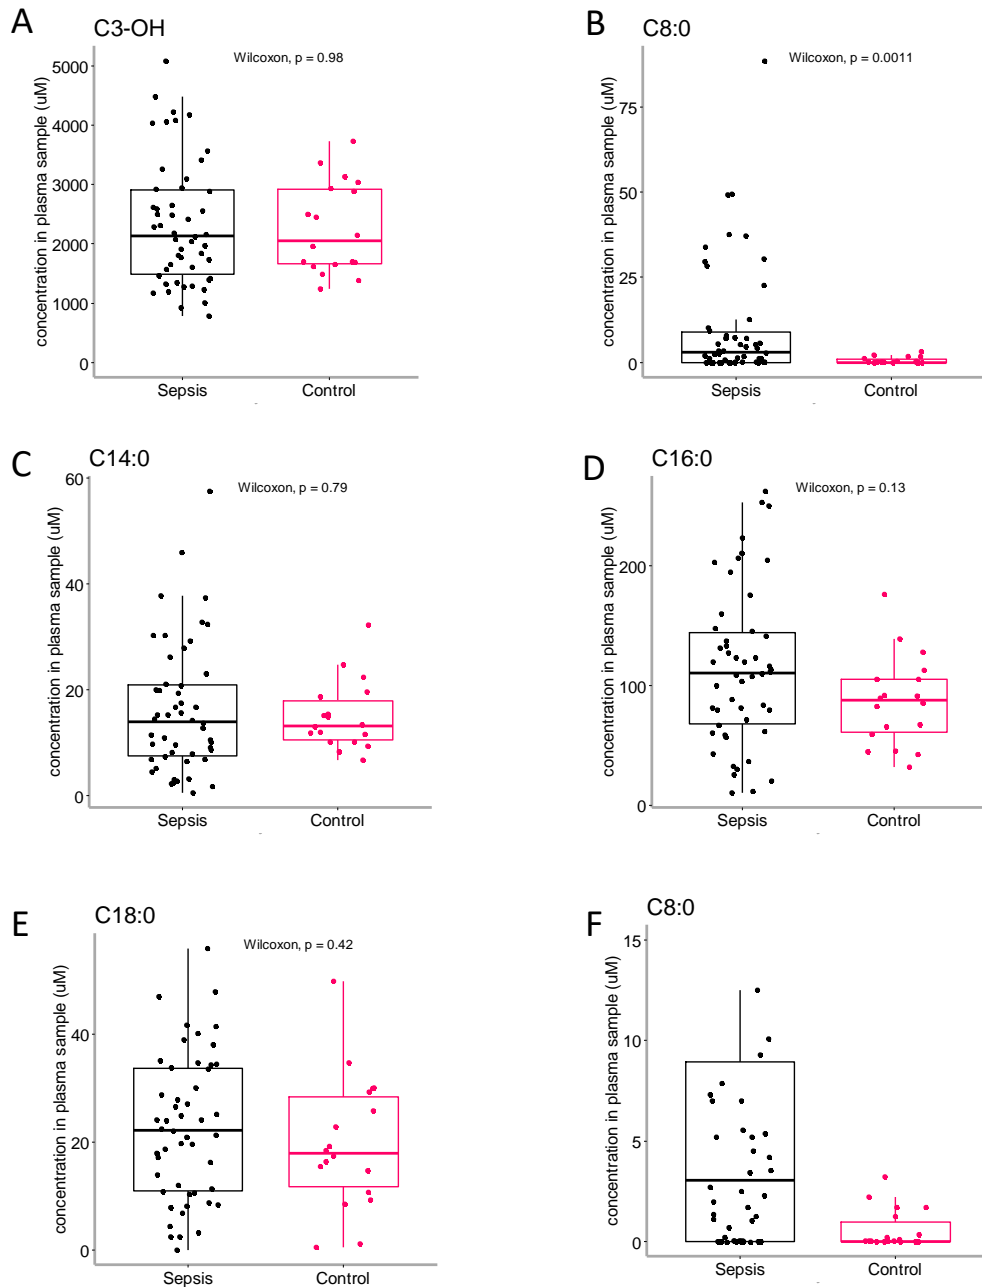 A
C3-OH
Wilcoxon, p = 0.98
concentration in plasma sample (uM)
5000
4000
3000
2000
1000
0
Sepsis
Control
B
C8:0
Wilcoxon, p = 0.0011
concentration in plasma sample (uM)
75
50
25
0
Sepsis
Control
C
C14:0
Wilcoxon, p = 0.79
concentration in plasma sample (uM)
60
40
20
0
Sepsis
Control
D
C16:0
Wilcoxon, p = 0.13
concentration in plasma sample (uM)
200
100
0
Sepsis
Control
E
C18:0
Wilcoxon, p = 0.42
concentration in plasma sample (uM)
40
20
0
Sepsis
Control
F
C8:0
concentration in plasma sample (uM)
15
10
5
0
Sepsis
Control